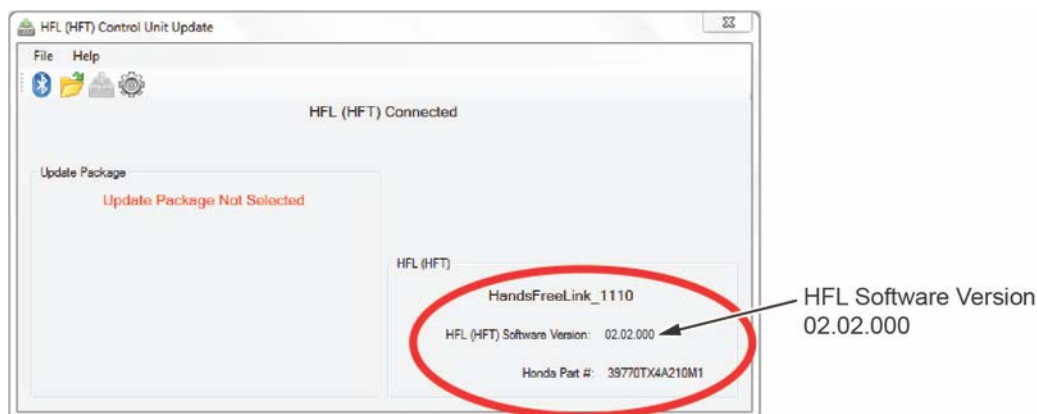 HFL (HFT) Control Unit Update
File Help
HFL (HFT) Connected
Update Package
Update Package Not Selected
HFL (HFT)
HandsFreeLink_1110
HFL (HFT) Software Version: 02.02.000
Honda Part #: 39770TX4A210M1
HFL Software Version
02.02.000